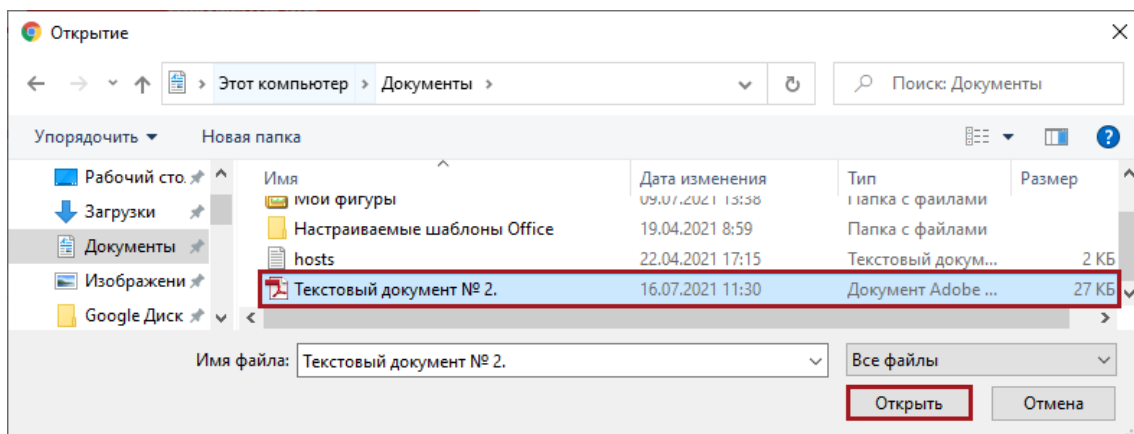 Открытие
Этот компьютер Документы
Поиск: Документы
Упорядочить Новая папка
Рабочий сто.
Загрузки
Документы
Изображени
Google Диск
Имя Дата изменения Тип Размер
Мои фигуры 09.07.2021 13:38 Папка с файлами
Настраиваемые шаблоны Office 19.04.2021 8:59 Папка с файлами
hosts 22.04.2021 17:15 Текстовый докум... 2 КБ
Текстовый документ № 2. 16.07.2021 11:30 Документ Adobe ... 27 КБ
Имя файла: Текстовый документ № 2. Все файлы
Открыть Отмена